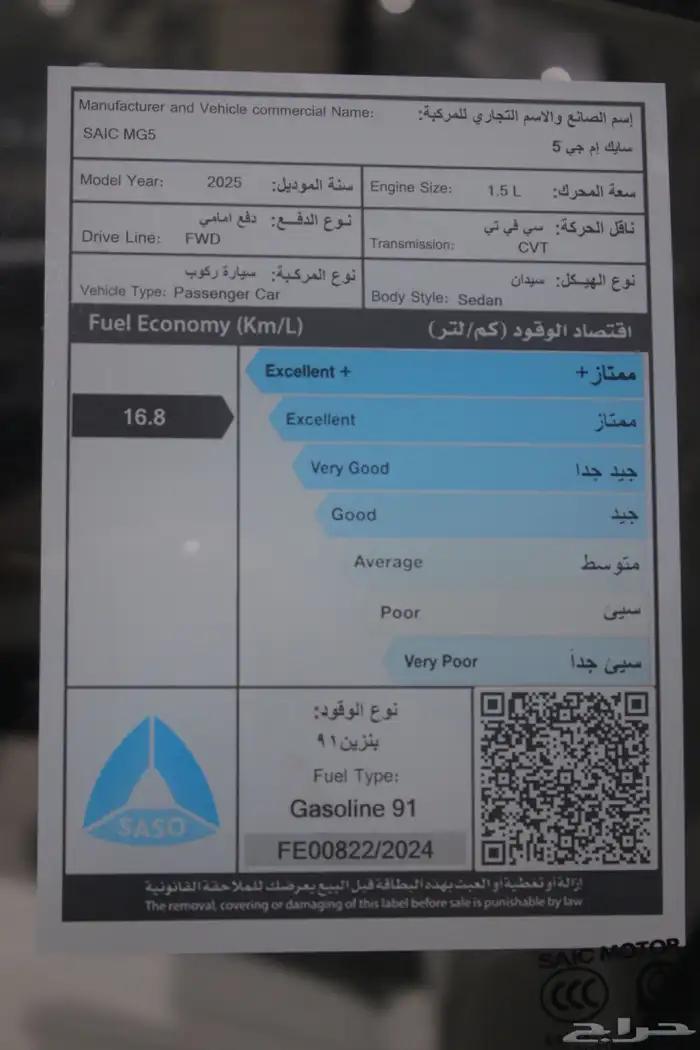 Manufacturer and Vehicle commercial Name: إسم الصانع والاسم التجاري للمركبة:
SAIC MG5 سايك إم جي 5
Model Year: 2025 سنة الموديل: Engine Size: 1.5 L سعة المحرك:
نوع الدفع: دفع امامي
Drive Line: FWD
ناقل الحركة: سي في تي
Transmission: CVT
نوع المركبة: سيارة ركوب
Vehicle Type: Passenger Car
نوع الهيكل: سيدان
Body Style: Sedan
Fuel Economy (Km/L) اقتصاد الوقود (كم/لتر)
Excellent + ممتاز+
16.8
Excellent ممتاز
Very Good جيد جدا
Good جيد
Average متوسط
Poor سيئ
Very Poor سيئ جداً
SASO
نوع الوقود:
بنزين ٩١
Fuel Type:
Gasoline 91
FE00822/2024
إزالة أو تغطية أو العبث بهذه البطاقة قبل البيع يعرضك للملاحقة القانونية
The removal, covering or damaging of this label before sale is punishable by law
SAIC MOTOR
CCC
حراج